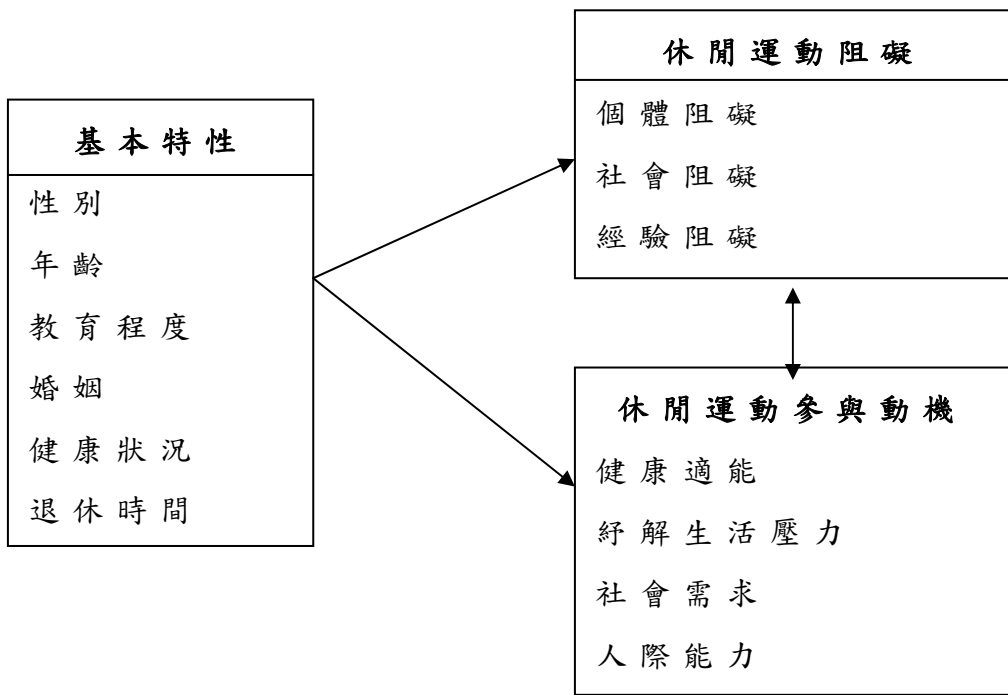 基本特性
性別
年齡
教育程度
婚姻
健康狀況
退休時間
休閒運動阻礙
個體阻礙
社會阻礙
經驗阻礙
休閒運動參與動機
健康適能
紓解生活壓力
社會需求
人際能力